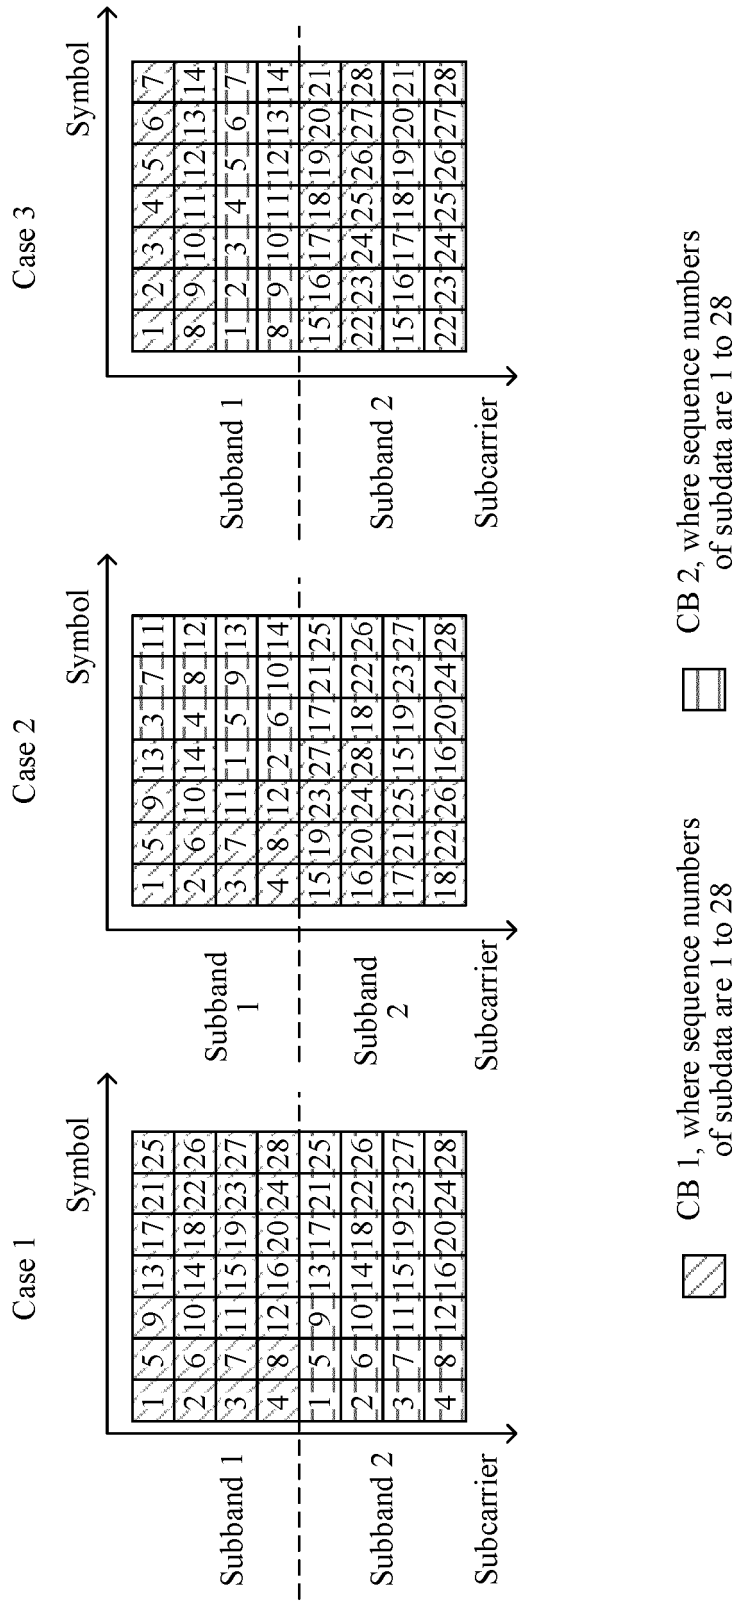 Case 1
Symbol
1 5 9 13 17 21 25
2 6 10 14 18 22 26
3 7 11 15 19 23 27
4 8 12 16 20 24 28
1 5 9 13 17 21 25
2 6 10 14 18 22 26
3 7 11 15 19 23 27
4 8 12 16 20 24 28
Subband 1
Subband 2
Subcarrier
Case 2
Symbol
1 5 9 13 3 7 11
2 6 10 14 4 8 12
3 7 11 1 5 9 13
4 8 12 2 6 10 14
15 19 23 27 17 21 25
16 20 24 28 18 22 26
17 21 25 15 19 23 27
18 22 26 16 20 24 28
Subband
1
Subband
2
Subcarrier
Case 3
Symbol
1 2 3 4 5 6 7
8 9 10 11 12 13 14
1 2 3 4 5 6 7
8 9 10 11 12 13 14
15 16 17 18 19 20 21
22 23 24 25 26 27 28
15 16 17 18 19 20 21
22 23 24 25 26 27 28
Subband 1
Subband 2
Subcarrier
CB 1, where sequence numbers
of subdata are 1 to 28
CB 2, where sequence numbers
of subdata are 1 to 28